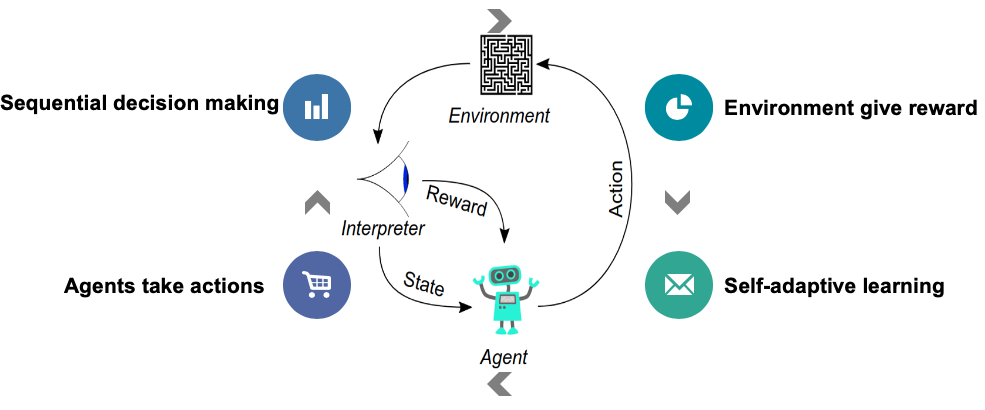 Sequential decision making
Environment
Environment give reward
Reward
Action
Interpreter
State
Agents take actions
Self-adaptive learning
Agent